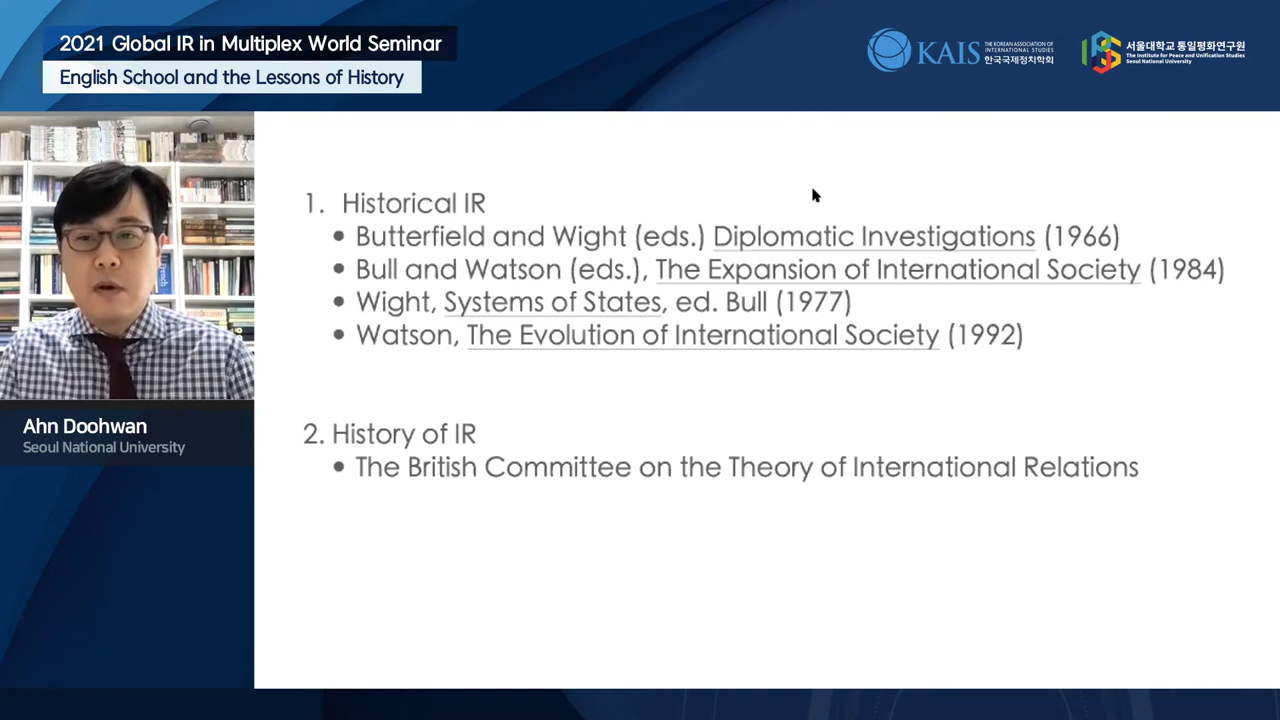 2021 Global IR in Multiplex World Seminar
English School and the Lessons of History
KAIS THE KOREAN ASSOCIATION OF
INTERNATIONAL STUDIES
한국국제정치학회
서울대학교 통일평화연구원
The Institute for Peace and Unification Studies
Seoul National University
1. Historical IR
• Butterfield and Wight (eds.) Diplomatic Investigations (1966)
• Bull and Watson (eds.), The Expansion of International Society (1984)
• Wight, Systems of States, ed. Bull (1977)
• Watson, The Evolution of International Society (1992)
2. History of IR
• The British Committee on the Theory of International Relations
Ahn Doohwan
Seoul National University